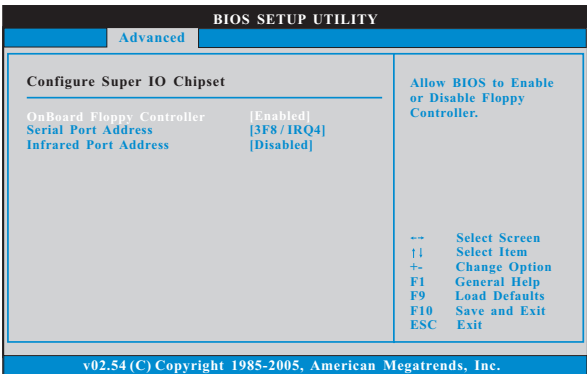 BIOS SETUP UTILITY
Advanced
Configure Super IO Chipset
OnBoard Floppy Controller [Enabled]
Serial Port Address [3F8 / IRQ4]
Infrared Port Address [Disabled]
Allow BIOS to Enable
or Disable Floppy
Controller.
←→ Select Screen
↑↓ Select Item
+- Change Option
F1 General Help
F9 Load Defaults
F10 Save and Exit
ESC Exit
v02.54 (C) Copyright 1985-2005, American Megatrends, Inc.